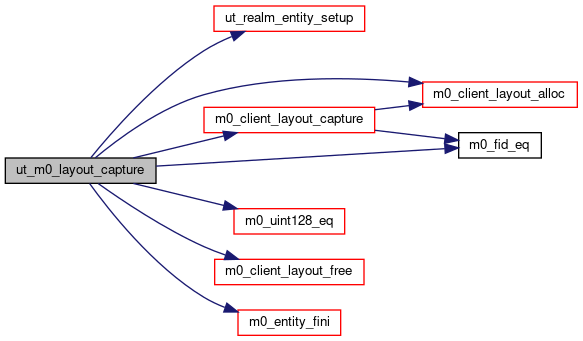 ut_realm_entity_setup
m0_client_layout_alloc
m0_client_layout_capture
m0_fid_eq
ut_m0_layout_capture
m0_uint128_eq
m0_client_layout_free
m0_entity_fini